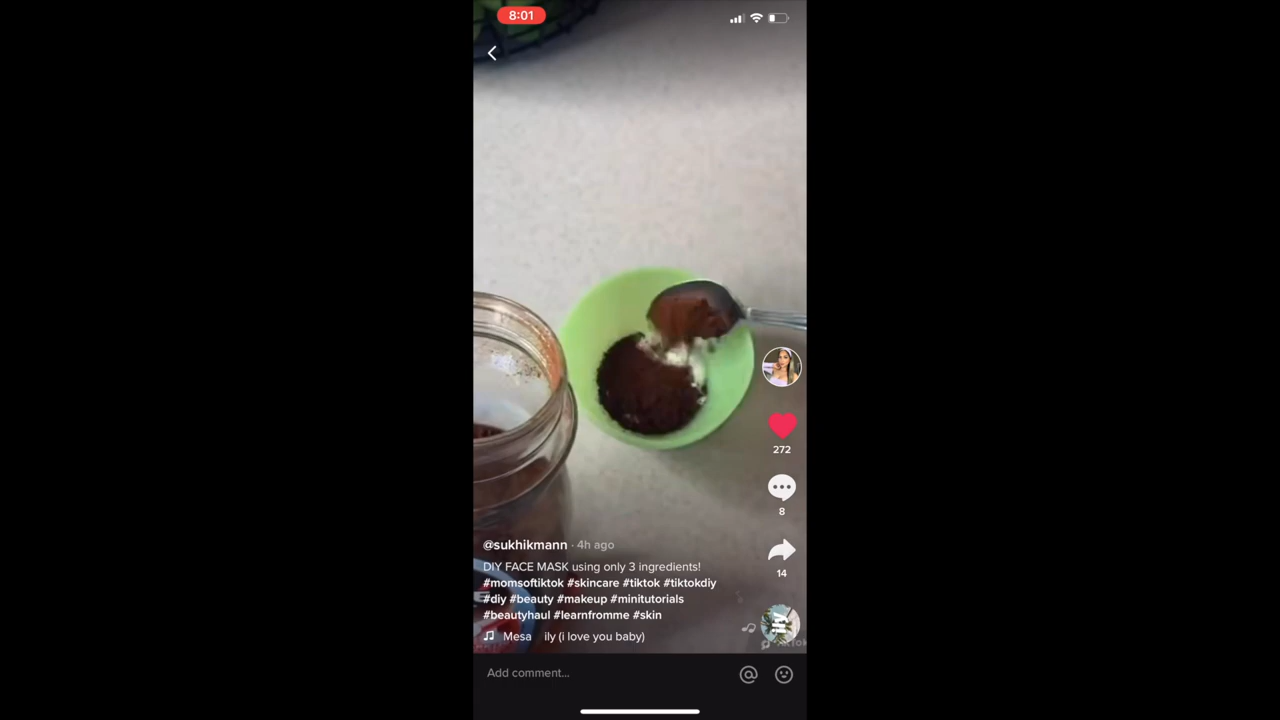 8:01
272
8
14
@sukhikmann · 4h ago
DIY FACE MASK using only 3 ingredients!
#momsoftiktok #skincare #tiktok #tiktokdiy
#diy #beauty #makeup #minitutorials
#beautyhaul #learnfromme #skin
Mesa ily (i love you baby)
Add comment...